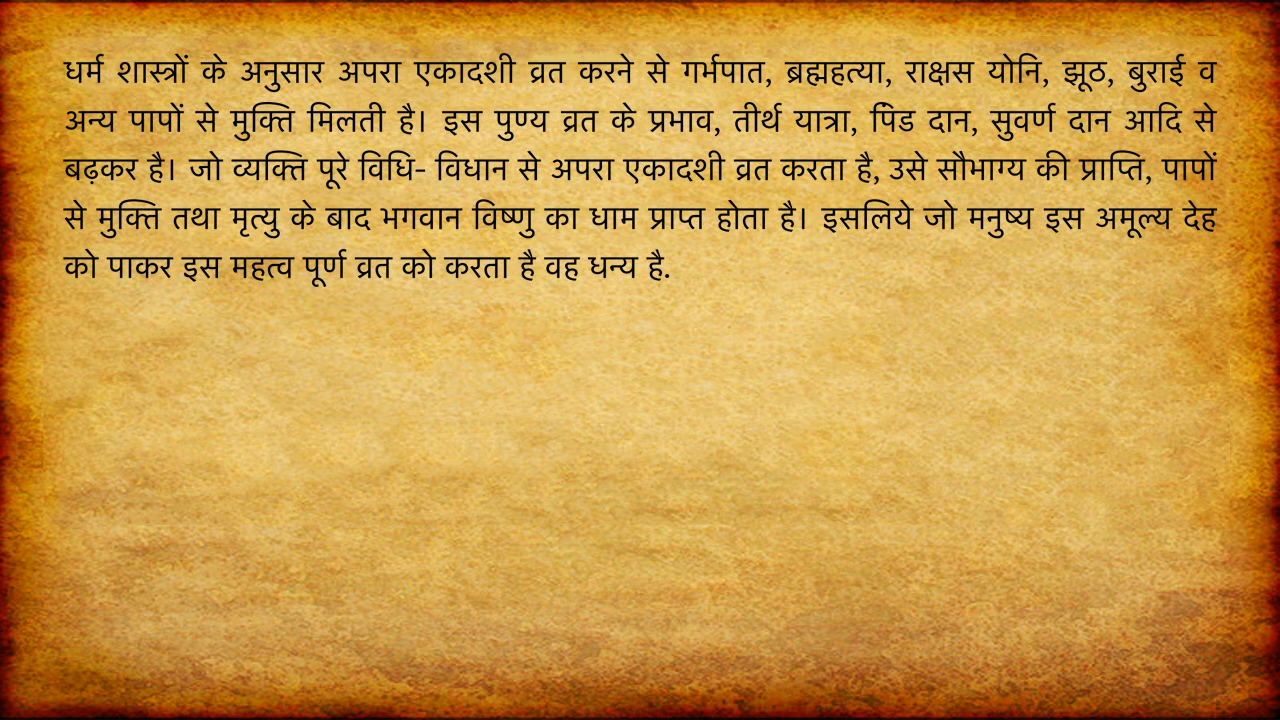 धर्म शास्त्रों के अनुसार अपरा एकादशी व्रत करने से गर्भपात, ब्रह्महत्या, राक्षस योनि, झूठ, बुराई व
अन्य पापों से मुक्ति मिलती है। इस पुण्य व्रत के प्रभाव, तीर्थ यात्रा, पिंड दान, सुवर्ण दान आदि से
बढ़कर है। जो व्यक्ति पूरे विधि- विधान से अपरा एकादशी व्रत करता है, उसे सौभाग्य की प्राप्ति, पापों
से मुक्ति तथा मृत्यु के बाद भगवान विष्णु का धाम प्राप्त होता है। इसलिये जो मनुष्य इस अमूल्य देह
को पाकर इस महत्व पूर्ण व्रत को करता है वह धन्य है.